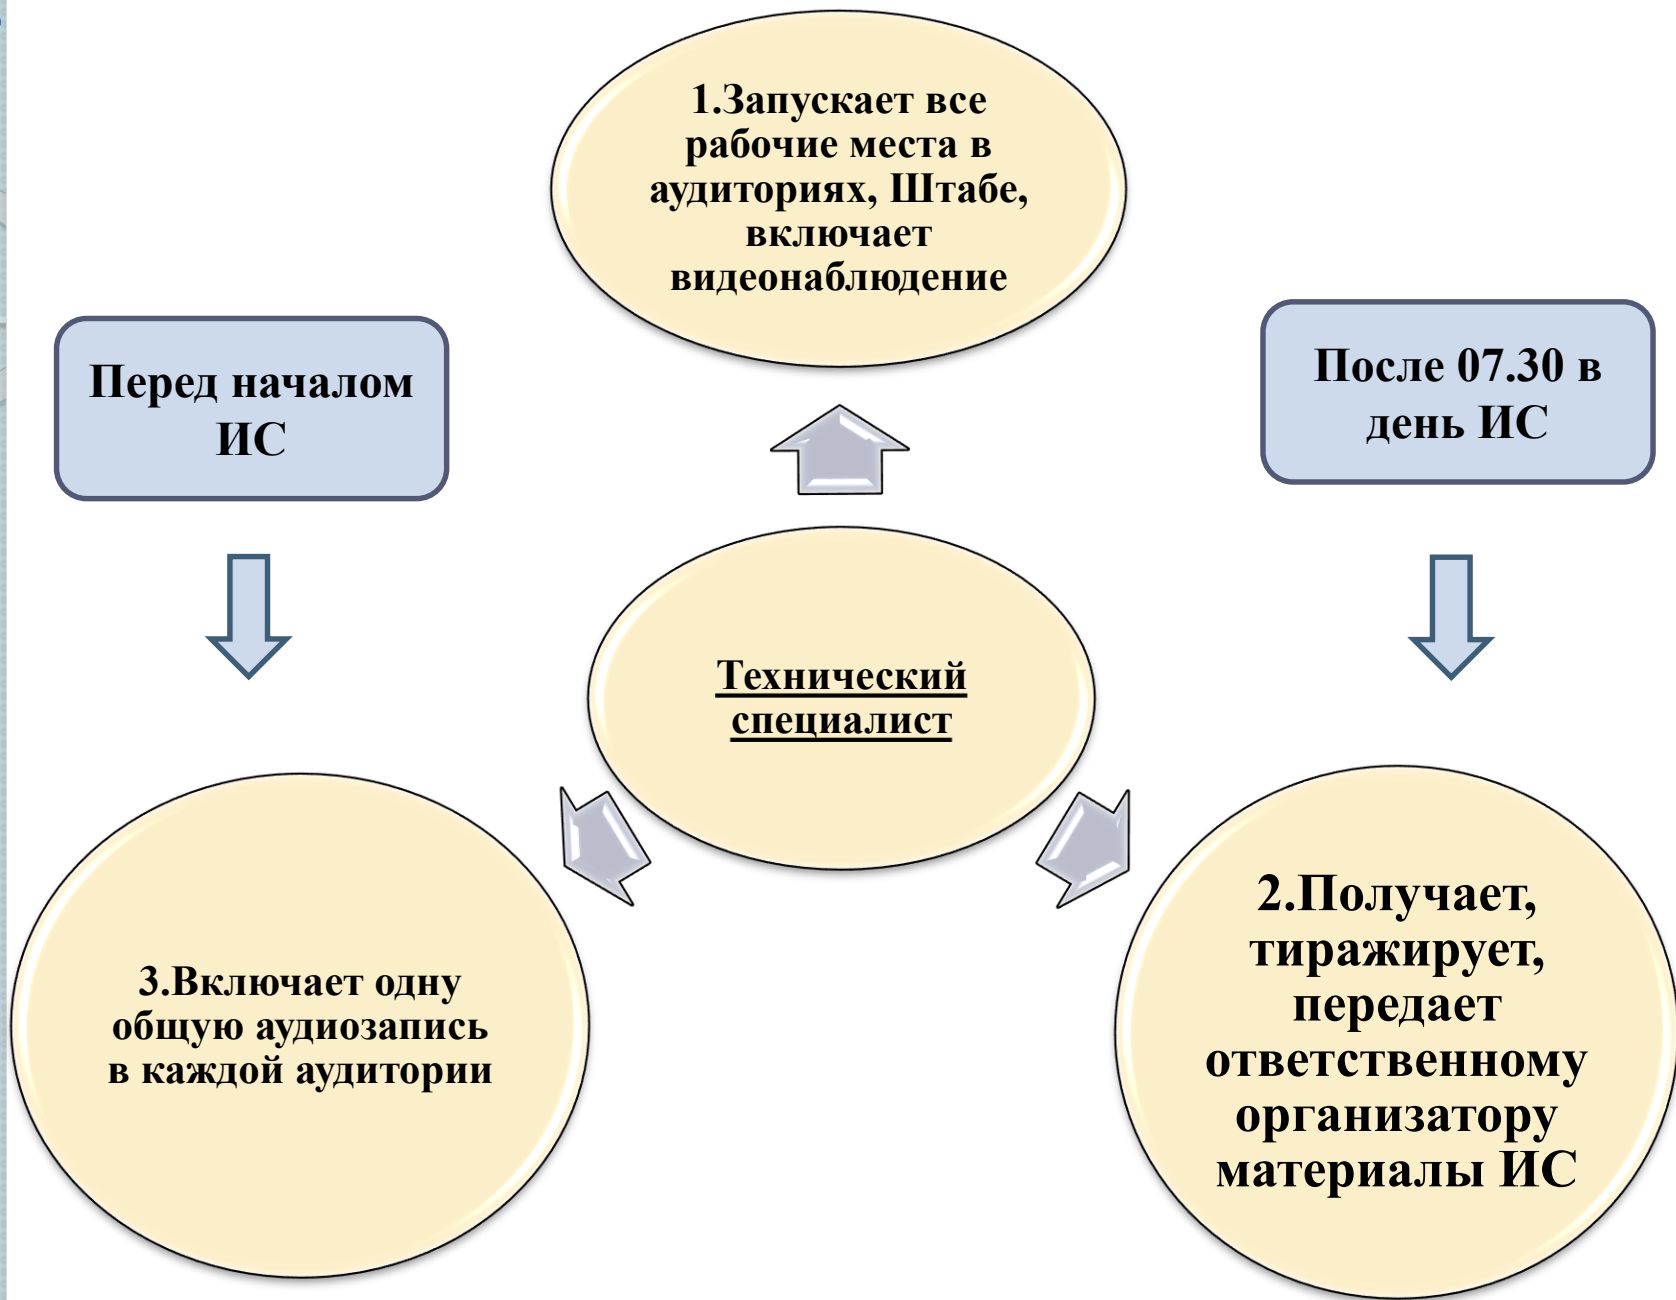 1.Запускает все
рабочие места в
аудиториях, Штабе,
включает
видеонаблюдение
Перед началом
ИС
После 07.30 в
день ИС
Технический
специалист
3.Включает одну
общую аудиозапись
в каждой аудитории
2.Получает,
тиражирует,
передает
ответственному
организатору
материалы ИС